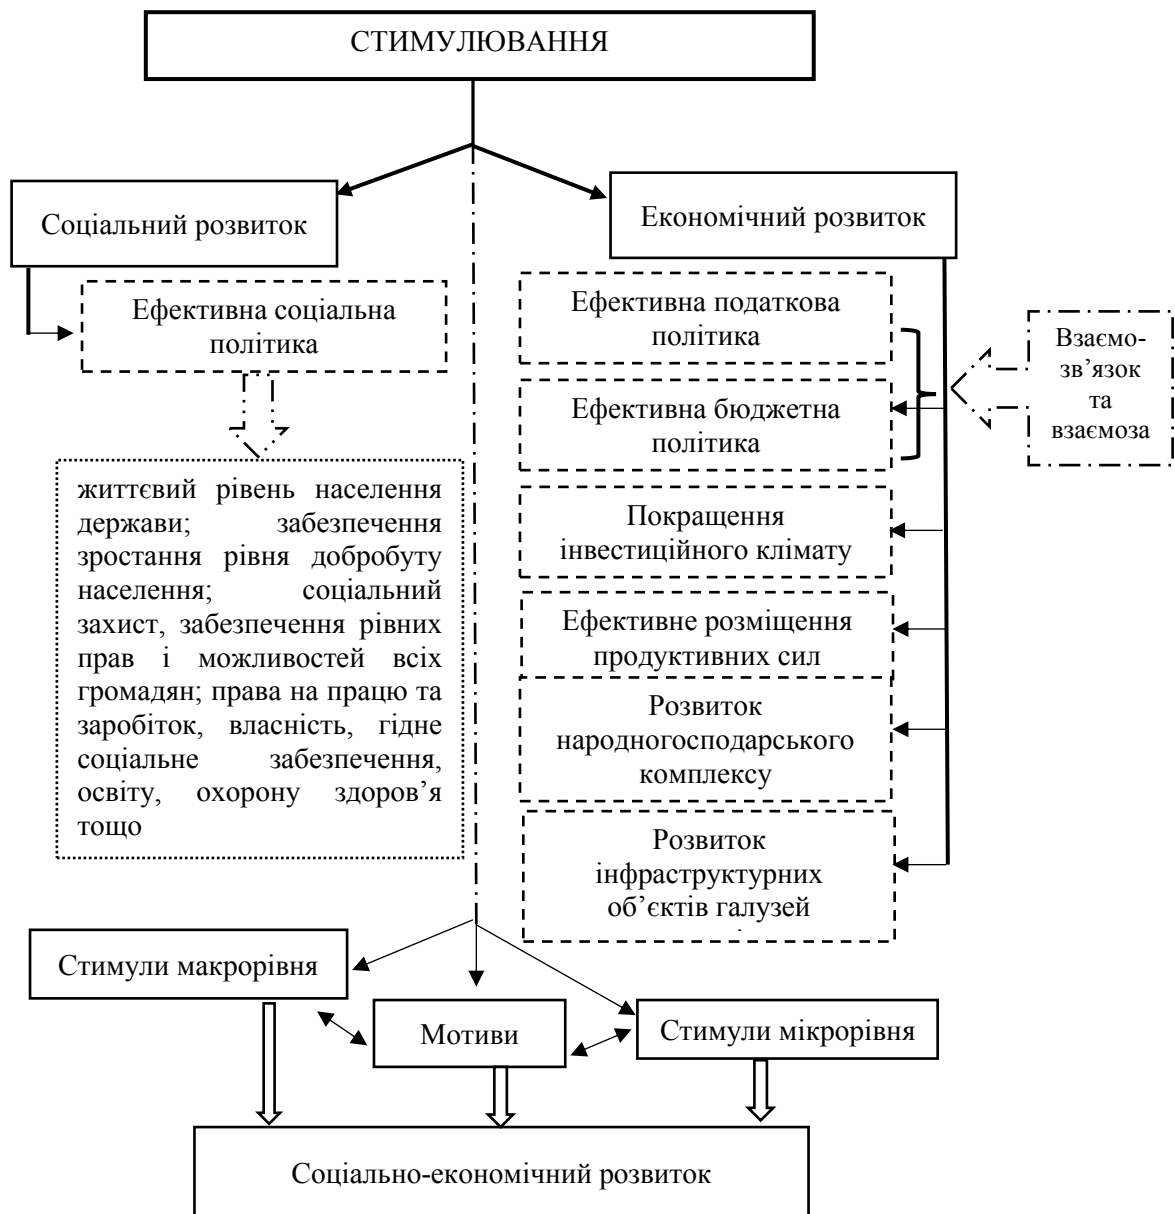 СТИМУЛЮВАННЯ
Соціальний розвиток
Економічний розвиток
Ефективна соціальна
політика
життєвий рівень населення
держави; забезпечення
зростання рівня добробуту
населення; соціальний
захист, забезпечення рівних
прав і можливостей всіх
громадян; права на працю та
заробіток, власність, гідне
соціальне забезпечення,
освіту, охорону здоров’я
тощо
Ефективна податкова
політика
Ефективна бюджетна
політика
Покращення
інвестиційного клімату
Ефективне розміщення
продуктивних сил
Розвиток
народногосподарського
комплексу
Розвиток
інфраструктурних
об’єктів галузей
Взаємо-
зв’язок
та
взаємоза
Стимули макрорівня
Мотиви
Стимули мікрорівня
Соціально-економічний розвиток